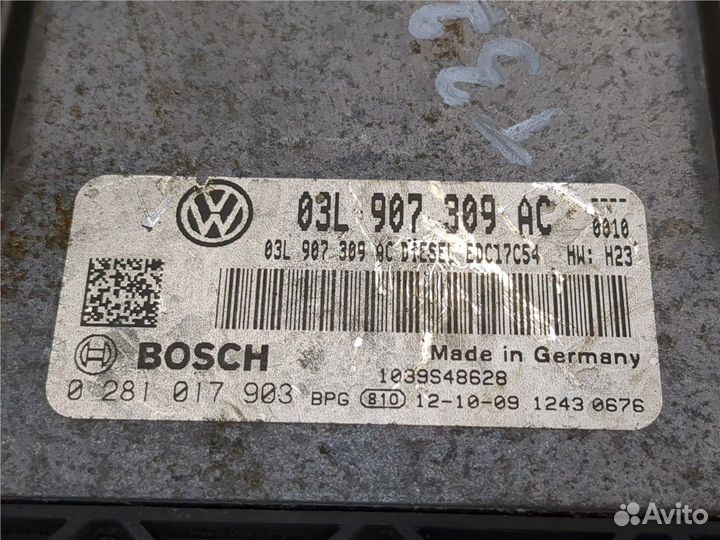 03L 907 309 AC
0010
03L 907 309 AC DIESEL EDC17C54 HW: H23
BOSCH
Made in Germany
1039S48628
0 281 017 903 BPG 810 12-10-09 1243 0676
Avito